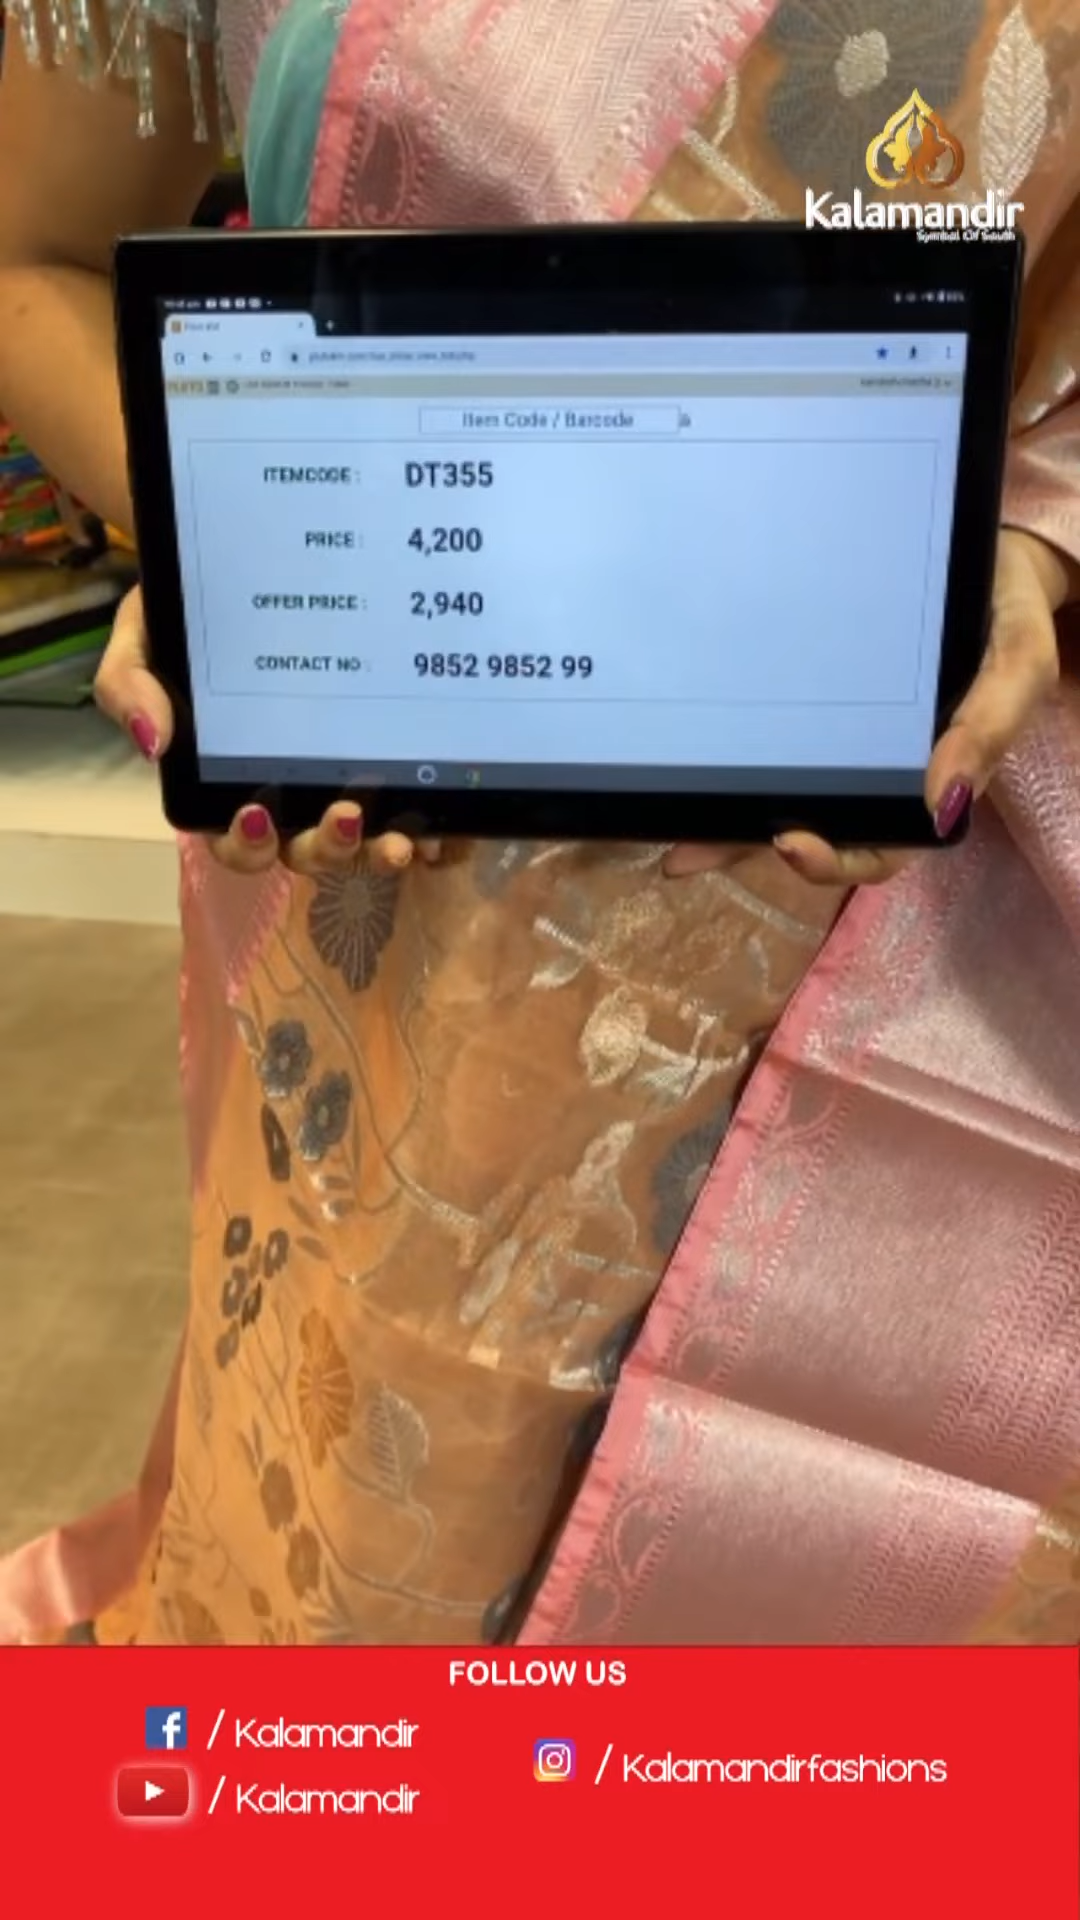 Kalamandir
Item Code / Barcode
ITEMCODE : DT355
PRICE : 4,200
OFFER PRICE : 2,940
CONTACT NO : 9852 9852 99
FOLLOW US
/ Kalamandir
/ Kalamandir
/ Kalamandirfashions